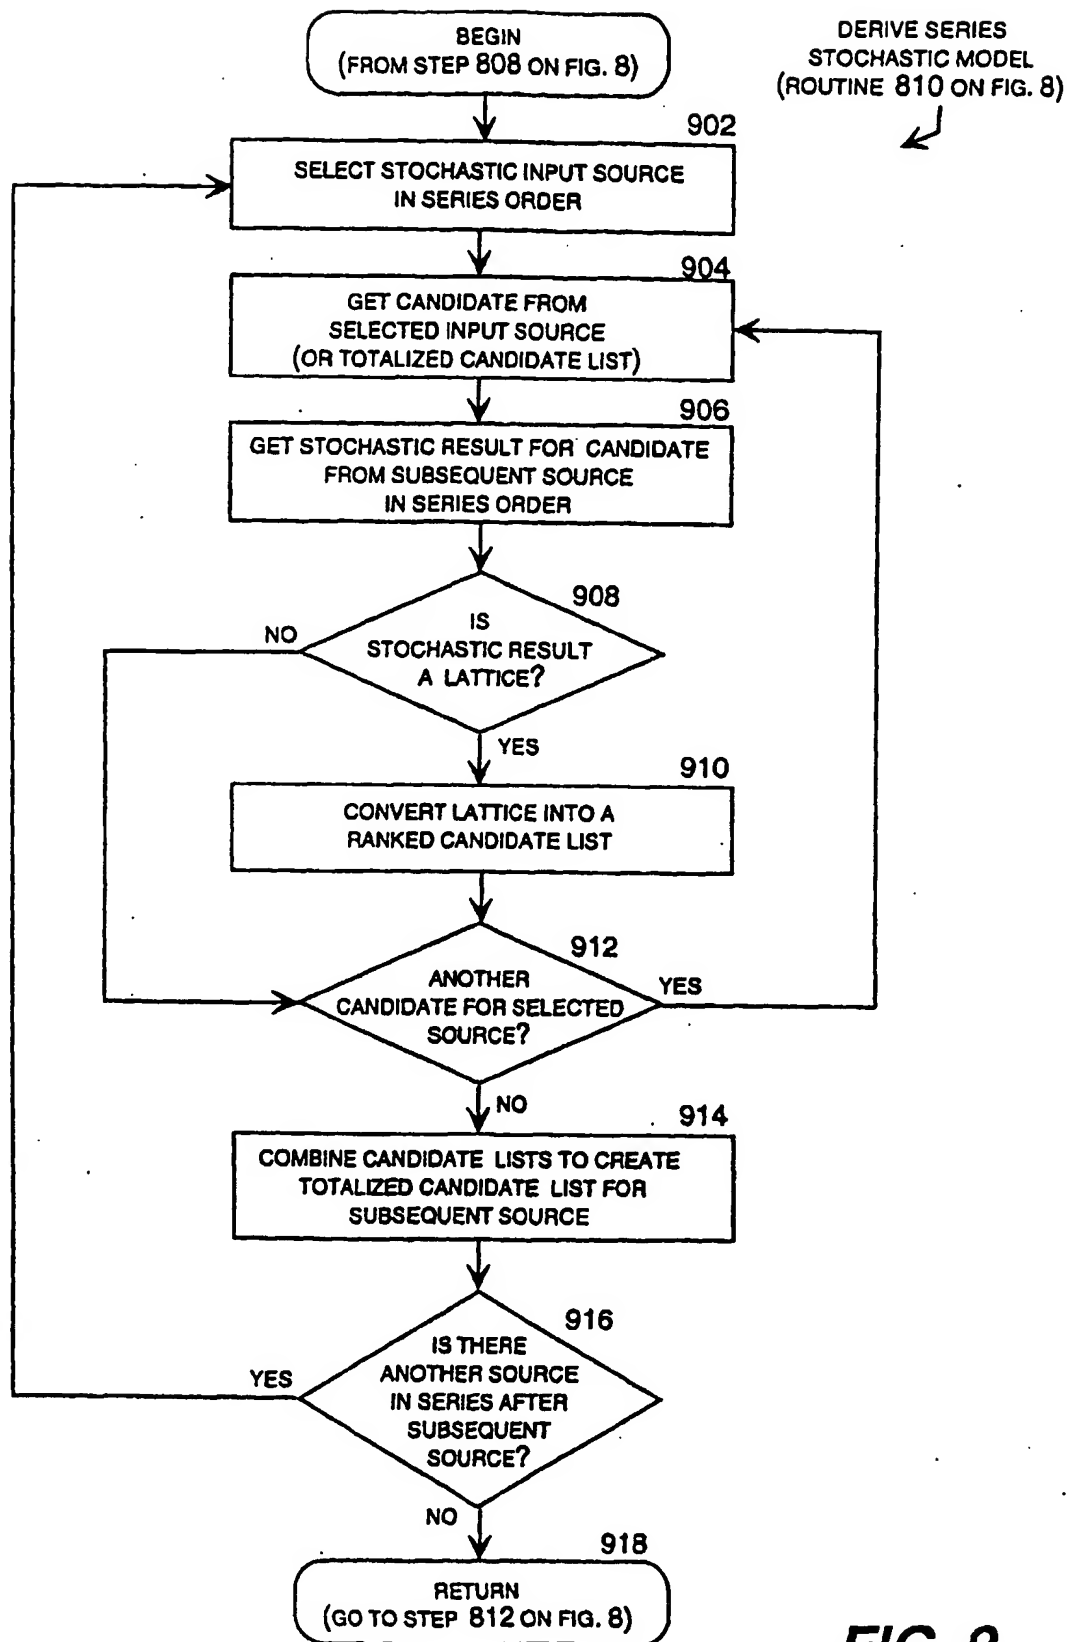 BEGIN
(FROM STEP 808 ON FIG. 8)
DERIVE SERIES
STOCHASTIC MODEL
(ROUTINE 810 ON FIG. 8)
902
SELECT STOCHASTIC INPUT SOURCE
IN SERIES ORDER
904
GET CANDIDATE FROM
SELECTED INPUT SOURCE
(OR TOTALIZED CANDIDATE LIST)
906
GET STOCHASTIC RESULT FOR CANDIDATE
FROM SUBSEQUENT SOURCE
IN SERIES ORDER
908
IS
STOCHASTIC RESULT
A LATTICE?
NO
YES
910
CONVERT LATTICE INTO A
RANKED CANDIDATE LIST
912
ANOTHER
CANDIDATE FOR SELECTED
SOURCE?
YES
NO
914
COMBINE CANDIDATE LISTS TO CREATE
TOTALIZED CANDIDATE LIST FOR
SUBSEQUENT SOURCE
916
IS THERE
ANOTHER SOURCE
IN SERIES AFTER
SUBSEQUENT
SOURCE?
YES
NO
918
RETURN
(GO TO STEP 812 ON FIG. 8)
FIG. 9